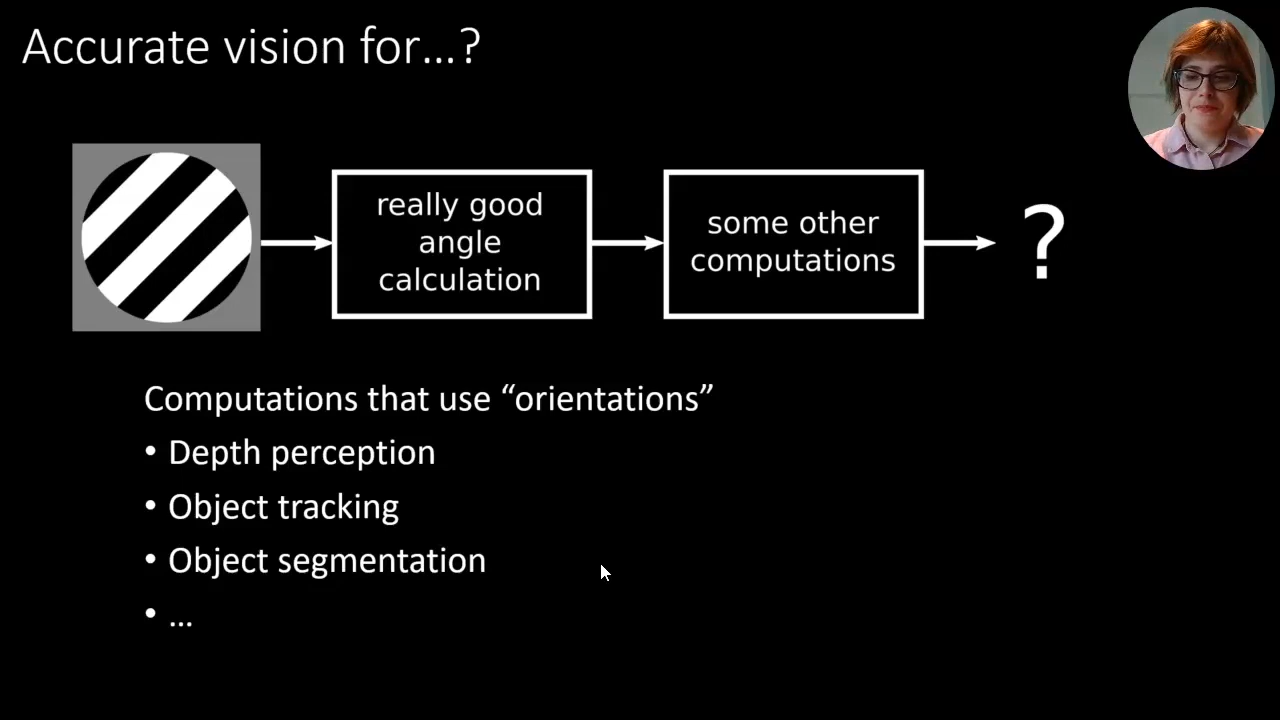 Accurate vision for...?
really good
angle
calculation
some other
computations
?
Computations that use “orientations”
• Depth perception
• Object tracking
• Object segmentation
• ...